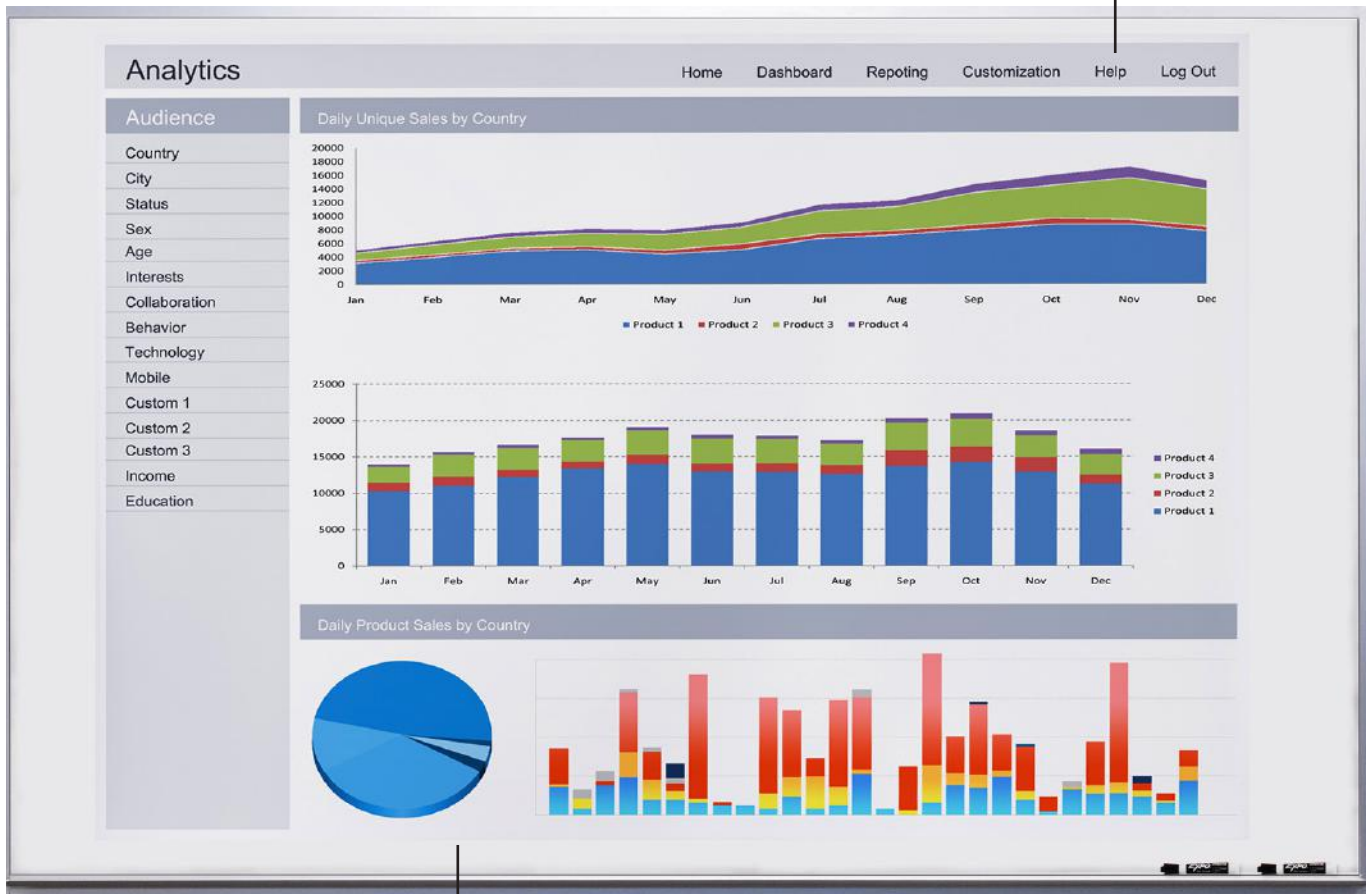 Analytics
Home Dashboard Repoting Customization Help Log Out
Audience
Country
City
Status
Sex
Age
Interests
Collaboration
Behavior
Technology
Mobile
Custom 1
Custom 2
Custom 3
Income
Education
Daily Unique Sales by Country
20000
18000
16000
14000
12000
10000
8000
6000
4000
2000
0
Jan Feb Mar Apr May Jun Jul Aug Sep Oct Nov Dec
Product 1 Product 2 Product 3 Product 4
25000
20000
15000
10000
5000
0
Jan Feb Mar Apr May Jun Jul Aug Sep Oct Nov Dec
Product 4
Product 3
Product 2
Product 1
Daily Product Sales by Country